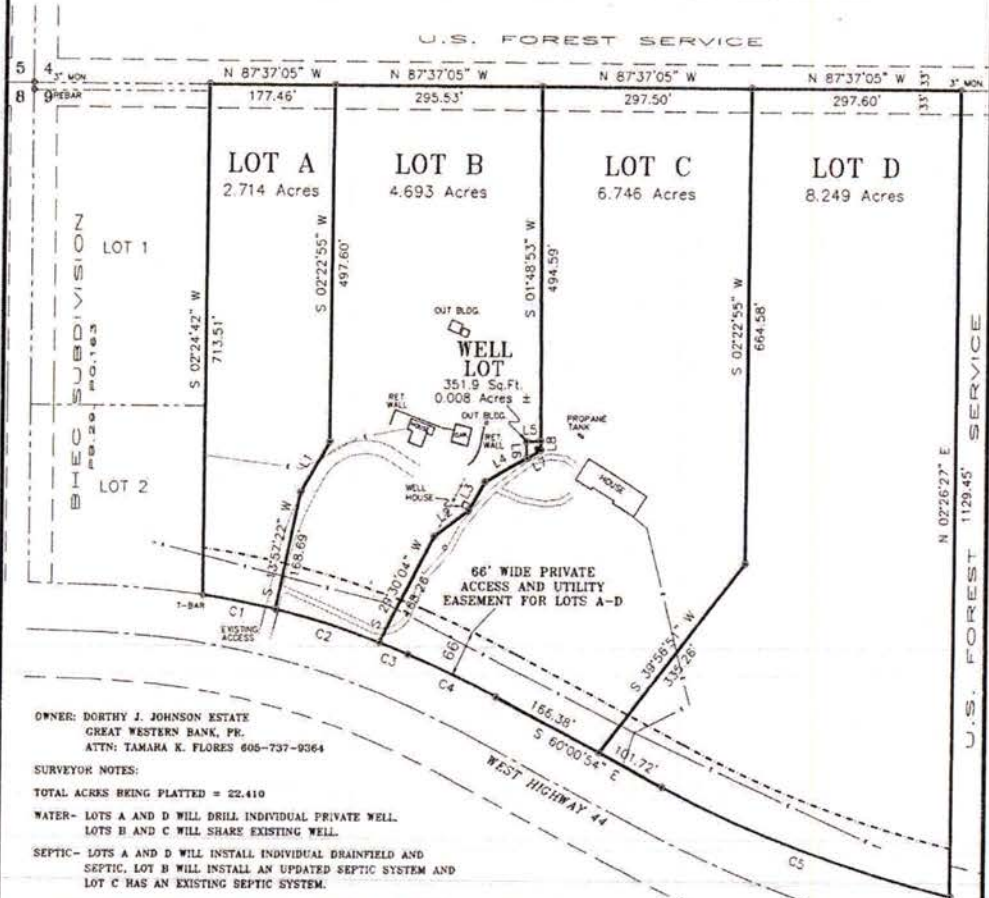 U.S. FOREST SERVICE
5 4
8 9
3" MON
REBAR
N 87°37'05" W
177.46'
N 87°37'05" W
295.53'
N 87°37'05" W
297.50'
N 87°37'05" W
297.60'
33' 33'
3" MON
LOT A
2.714 Acres
LOT B
4.693 Acres
LOT C
6.746 Acres
LOT D
8.249 Acres
BHEC SUBDIVISION
LOT 1
LOT 2
S 02°24'42" W
713.51'
S 02°22'55" W
497.60'
S 01°48'53" W
494.59'
S 02°22'55" W
664.58'
N 02°26'27" E
1129.45'
U.S. FOREST SERVICE
OUT BLDG.
WELL
LOT
351.9 Sq.Ft.
0.008 Acres ±
RET.
WALL
HOUSE
OUT BLDG.
RET.
WALL
PROPANE
TANK
L5
L6
L8
L7
L4
L1
L3
L2
WELL
HOUSE
HOUSE
S 13°57'22" W
168.69'
S 29°30'04" W
168.26'
66' WIDE PRIVATE
ACCESS AND UTILITY
EASEMENT FOR LOTS A-D
S 39°56'51" W
335.26'
T-BAR
C1
EXISTING
ACCESS
C2
C3
66'
C4
166.38'
S 60°00'54" E
101.72'
WEST HIGHWAY 44
C5
OWNER: DORTHY J. JOHNSON ESTATE
GREAT WESTERN BANK, PR.
ATTN: TAMARA K. FLORES 605-737-9364
SURVEYOR NOTES:
TOTAL ACRES BEING PLATTED = 22.410
WATER- LOTS A AND D WILL DRILL INDIVIDUAL PRIVATE WELL.
LOTS B AND C WILL SHARE EXISTING WELL.
SEPTIC- LOTS A AND D WILL INSTALL INDIVIDUAL DRAINFIELD AND
SEPTIC, LOT B WILL INSTALL AN UPDATED SEPTIC SYSTEM AND
LOT C HAS AN EXISTING SEPTIC SYSTEM.